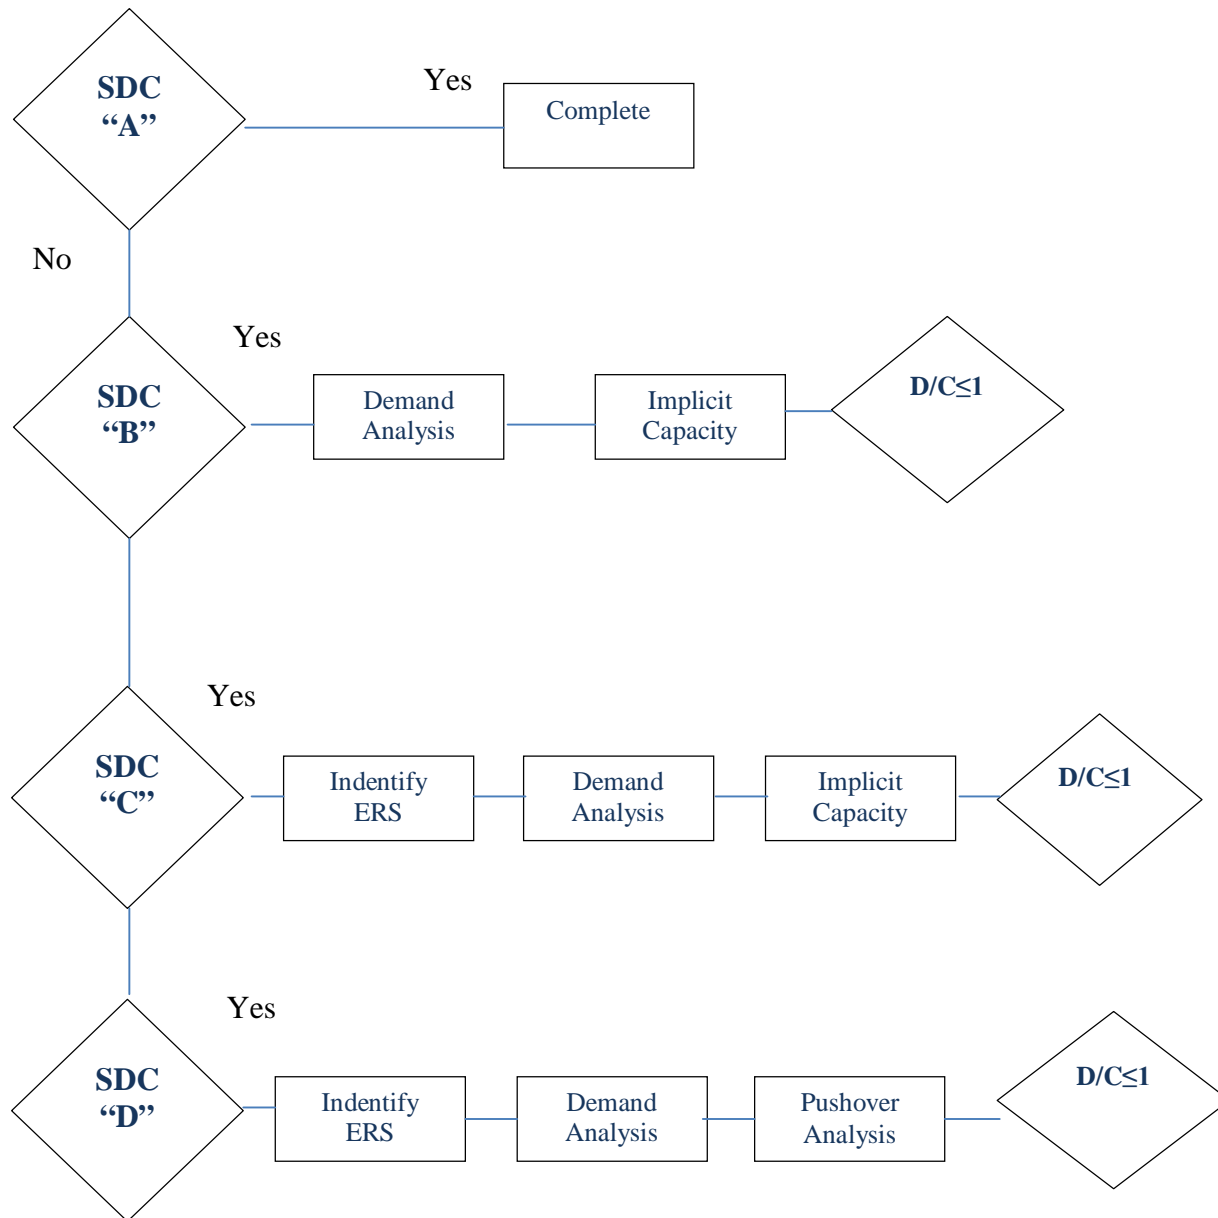 SDC
“A”
Yes
Complete
No
SDC
“B”
Yes
Demand
Analysis
Implicit
Capacity
D/C≤1
SDC
“C”
Yes
Indentify
ERS
Demand
Analysis
Implicit
Capacity
D/C≤1
SDC
“D”
Yes
Indentify
ERS
Demand
Analysis
Pushover
Analysis
D/C≤1